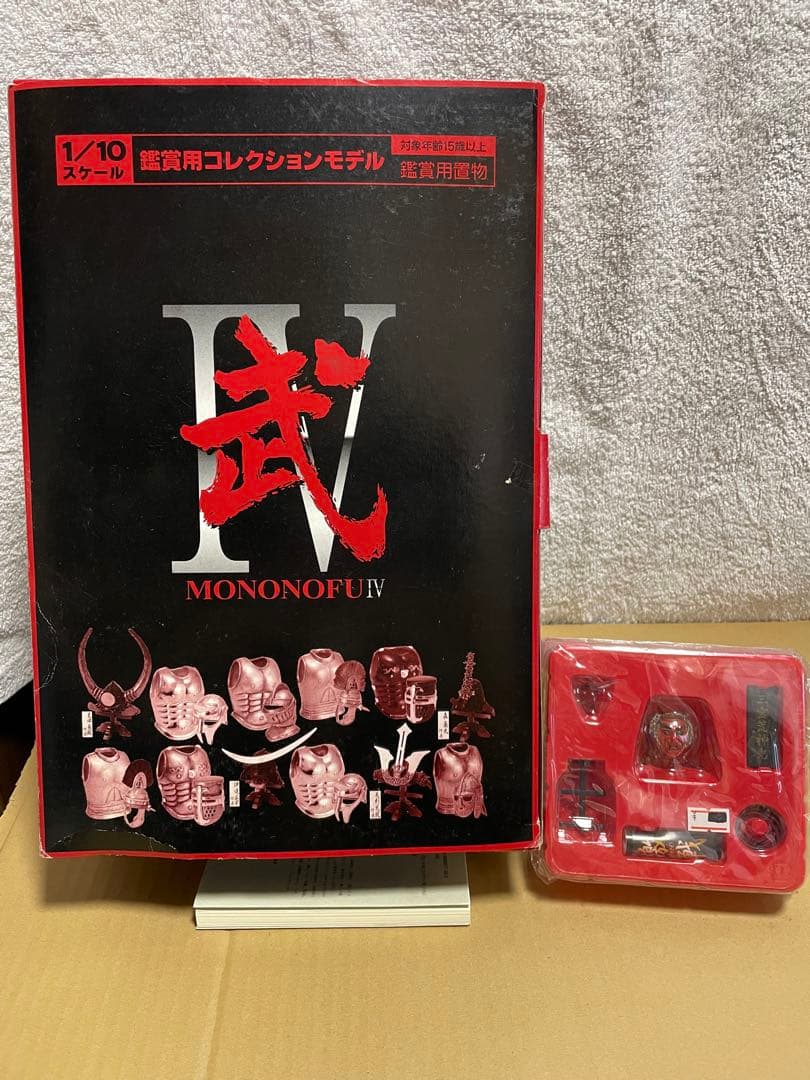 1/10
スケール
鑑賞用コレクションモデル
対象年齢15歳以上
鑑賞用置物
IV
武
MONONOFU IV